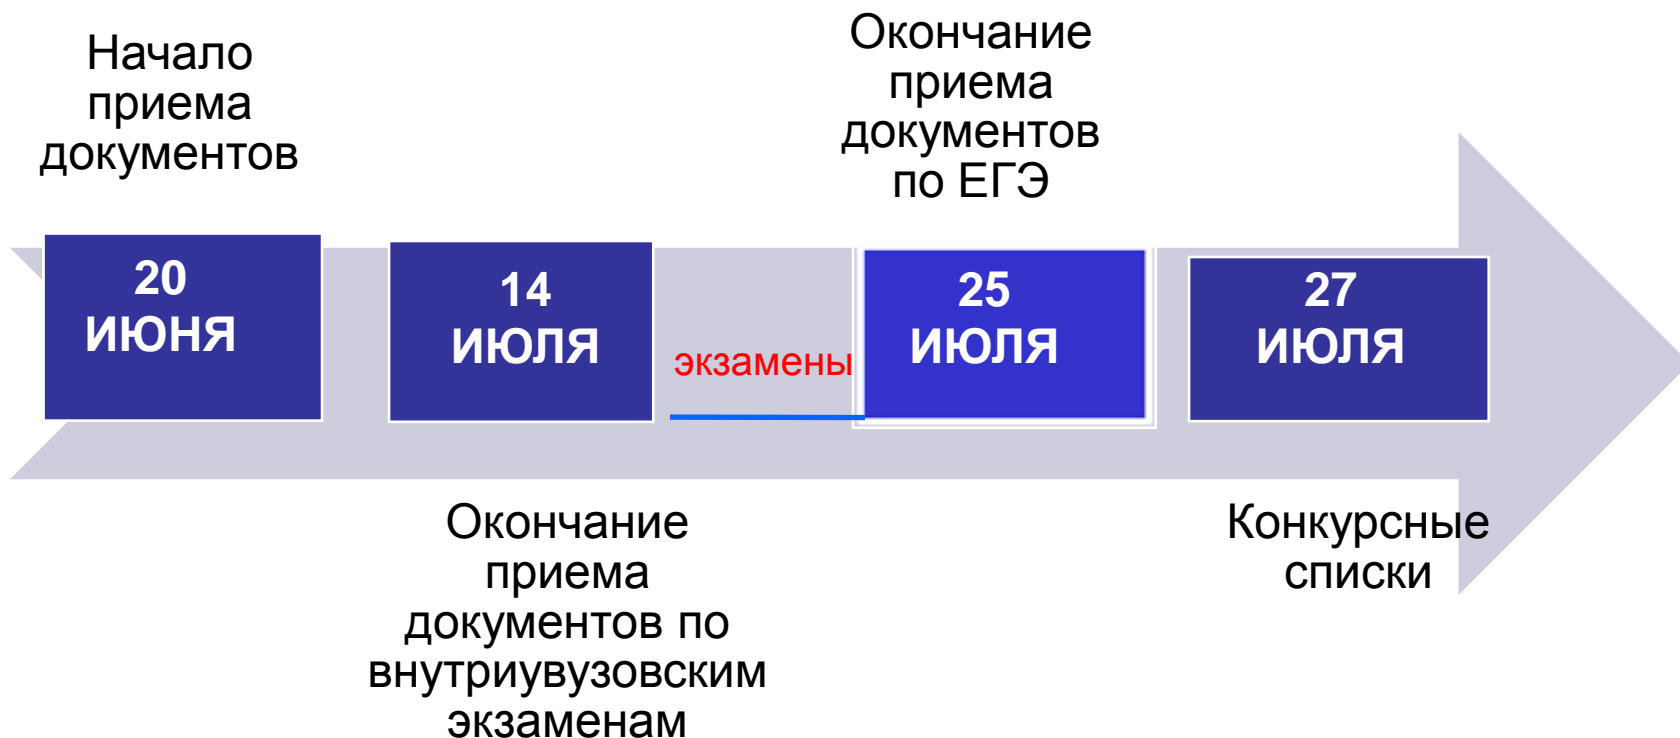 Начало
приема
документов
Окончание
приема
документов
по ЕГЭ
20
ИЮНЯ
14
ИЮЛЯ
экзамены
25
ИЮЛЯ
27
ИЮЛЯ
Окончание
приема
документов по
внутриувузовским
экзаменам
Конкурсные
списки